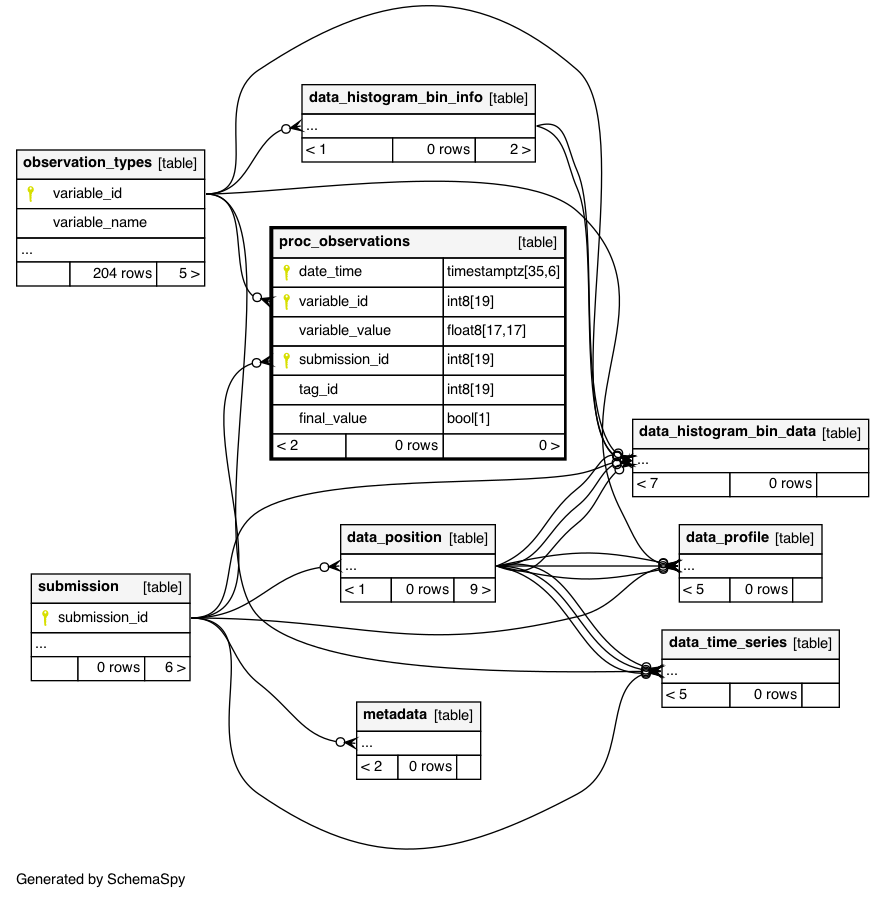 data_histogram_bin_info [table]
...
< 1 0 rows 2 >
observation_types [table]
variable_id
variable_name
...
204 rows 5 >
proc_observations [table]
date_time timestamptz[35,6]
variable_id int8[19]
variable_value float8[17,17]
submission_id int8[19]
tag_id int8[19]
final_value bool[1]
< 2 0 rows 0 >
data_histogram_bin_data [table]
...
< 7 0 rows
data_position [table]
...
< 1 0 rows 9 >
data_profile [table]
...
< 5 0 rows
submission [table]
submission_id
...
0 rows 6 >
data_time_series [table]
...
< 5 0 rows
metadata [table]
...
< 2 0 rows
Generated by SchemaSpy